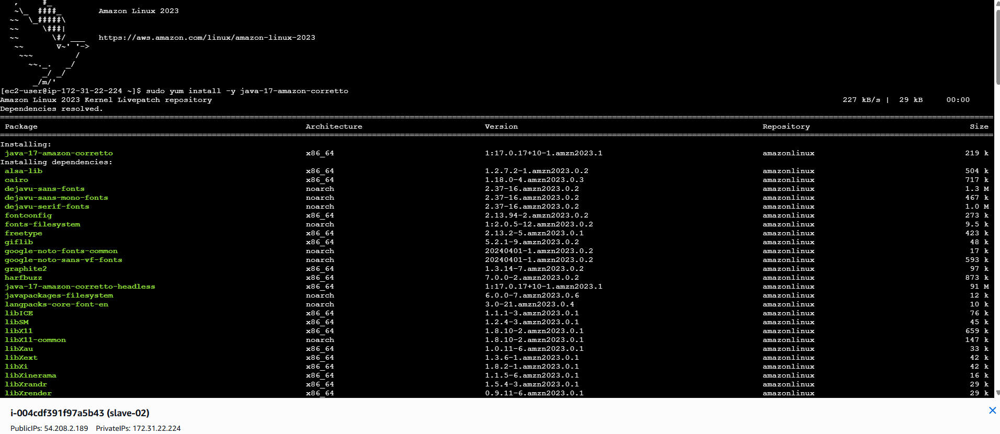 ,     #_
~\_  ####_        Amazon Linux 2023
~~  \_#####\
~~     \###|
~~       \#/ ___   https://aws.amazon.com/linux/amazon-linux-2023
~~       V~' '->
~~~         /
~~._.   _/
_/ _/
_/m/'
[ec2-user@ip-172-31-22-224 ~]$ sudo yum install -y java-17-amazon-corretto
Amazon Linux 2023 Kernel Livepatch repository 227 kB/s | 29 kB 00:00
Dependencies resolved.
Package Architecture Version Repository Size
Installing:
java-17-amazon-corretto x86_64 1:17.0.17+10-1.amzn2023.1 amazonlinux 219 k
Installing dependencies:
alsa-lib x86_64 1.2.7.2-1.amzn2023.0.2 amazonlinux 504 k
cairo x86_64 1.18.0-4.amzn2023.0.3 amazonlinux 717 k
dejavu-sans-fonts noarch 2.37-16.amzn2023.0.2 amazonlinux 1.3 M
dejavu-sans-mono-fonts noarch 2.37-16.amzn2023.0.2 amazonlinux 467 k
dejavu-serif-fonts noarch 2.37-16.amzn2023.0.2 amazonlinux 1.0 M
fontconfig x86_64 2.13.94-2.amzn2023.0.2 amazonlinux 273 k
fonts-filesystem noarch 1:2.0.5-12.amzn2023.0.2 amazonlinux 9.5 k
freetype x86_64 2.13.2-5.amzn2023.0.1 amazonlinux 423 k
giflib x86_64 5.2.1-9.amzn2023.0.2 amazonlinux 48 k
google-noto-fonts-common noarch 20240401-1.amzn2023.0.2 amazonlinux 17 k
google-noto-sans-vf-fonts noarch 20240401-1.amzn2023.0.2 amazonlinux 593 k
graphite2 x86_64 1.3.14-7.amzn2023.0.2 amazonlinux 97 k
harfbuzz x86_64 7.0.0-2.amzn2023.0.2 amazonlinux 873 k
java-17-amazon-corretto-headless x86_64 1:17.0.17+10-1.amzn2023.1 amazonlinux 91 M
javapackages-filesystem noarch 6.0.0-7.amzn2023.0.6 amazonlinux 12 k
langpacks-core-font-en noarch 3.0-21.amzn2023.0.4 amazonlinux 10 k
libICE x86_64 1.1.1-3.amzn2023.0.1 amazonlinux 76 k
libSM x86_64 1.2.4-3.amzn2023.0.1 amazonlinux 45 k
libX11 x86_64 1.8.10-2.amzn2023.0.1 amazonlinux 659 k
libX11-common noarch 1.8.10-2.amzn2023.0.1 amazonlinux 147 k
libXau x86_64 1.0.11-6.amzn2023.0.1 amazonlinux 33 k
libXext x86_64 1.3.6-1.amzn2023.0.1 amazonlinux 42 k
libXi x86_64 1.8.2-1.amzn2023.0.1 amazonlinux 42 k
libXinerama x86_64 1.1.5-6.amzn2023.0.1 amazonlinux 16 k
libXrandr x86_64 1.5.4-3.amzn2023.0.1 amazonlinux 29 k
libXrender x86_64 0.9.11-6.amzn2023.0.1 amazonlinux 29 k
i-004cdf391f97a5b43 (slave-02)
PublicIPs: 54.208.2.189 PrivateIPs: 172.31.22.224